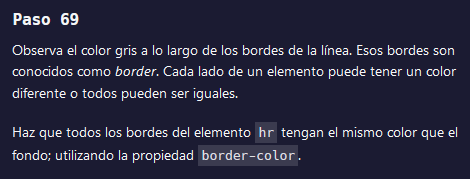 Paso 69
Observa el color gris a lo largo de los bordes de la línea. Esos bordes son
conocidos como border. Cada lado de un elemento puede tener un color
diferente o todos pueden ser iguales.
Haz que todos los bordes del elemento hr tengan el mismo color que el
fondo; utilizando la propiedad border-color.